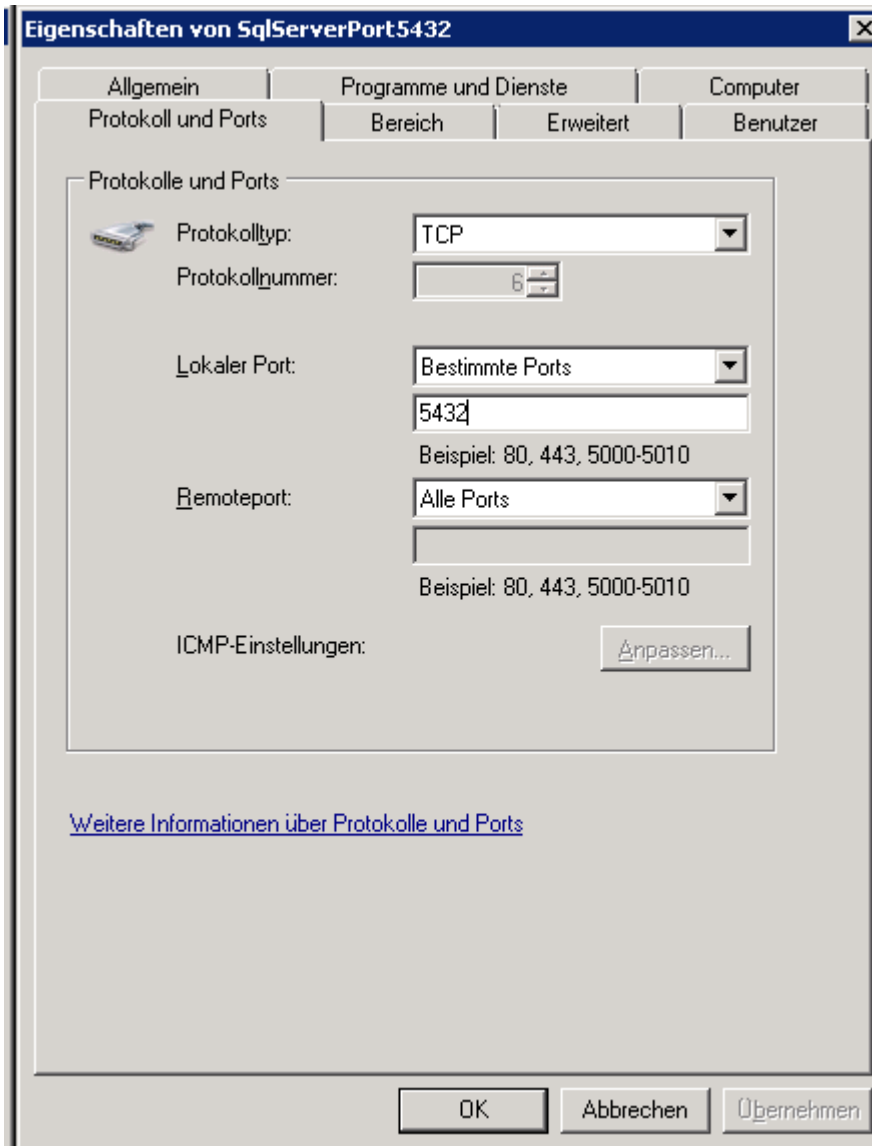 Eigenschaften von SqlServerPort5432
Allgemein
Programme und Dienste
Computer
Protokoll und Ports
Bereich
Erweitert
Benutzer
Protokolle und Ports
Protokolltyp:
TCP
Protokollnummer:
6
Lokaler Port:
Bestimmte Ports
5432
Beispiel: 80, 443, 5000-5010
Remoteport:
Alle Ports
Beispiel: 80, 443, 5000-5010
ICMP-Einstellungen:
Anpassen...
Weitere Informationen über Protokolle und Ports
OK
Abbrechen
Übernehmen